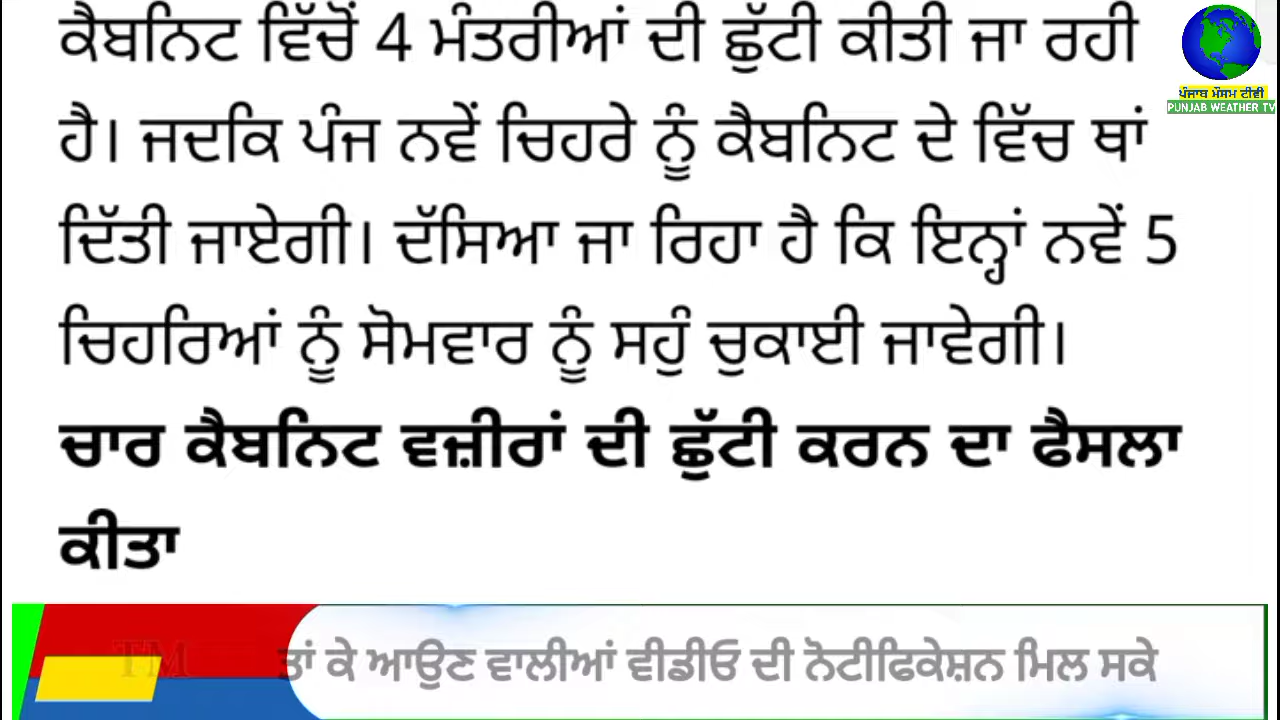 ਕੈਬਨਿਟ ਵਿੱਚੋਂ 4 ਮੰਤਰੀਆਂ ਦੀ ਛੁੱਟੀ ਕੀਤੀ ਜਾ ਰਹੀ
ਹੈ। ਜਦਕਿ ਪੰਜ ਨਵੇਂ ਚਿਹਰੇ ਨੂੰ ਕੈਬਨਿਟ ਦੇ ਵਿੱਚ ਥਾਂ
ਦਿੱਤੀ ਜਾਏਗੀ। ਦੱਸਿਆ ਜਾ ਰਿਹਾ ਹੈ ਕਿ ਇਨ੍ਹਾਂ ਨਵੇਂ 5
ਚਿਹਰਿਆਂ ਨੂੰ ਸੋਮਵਾਰ ਨੂੰ ਸਹੁੰ ਚੁਕਾਈ ਜਾਵੇਗੀ।
ਚਾਰ ਕੈਬਨਿਟ ਵਜ਼ੀਰਾਂ ਦੀ ਛੁੱਟੀ ਕਰਨ ਦਾ ਫੈਸਲਾ
ਕੀਤਾ
ਪੰਜਾਬ ਮੌਸਮ ਟੀਵੀ
PUNJAB WEATHER TV
TM
ਤਾਂ ਕੇ ਆਉਣ ਵਾਲੀਆਂ ਵੀਡੀਓ ਦੀ ਨੋਟੀਫਿਕੇਸ਼ਨ ਮਿਲ ਸਕੇ